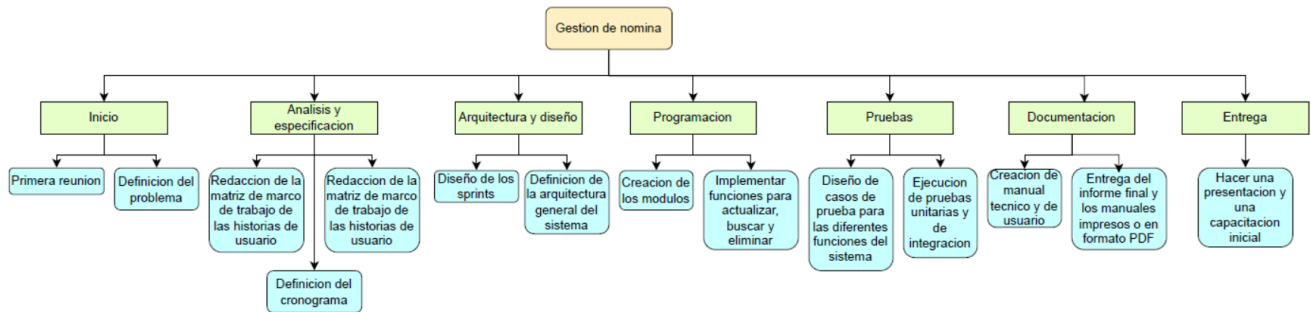 Gestion de nomina
Inicio
Analisis y
especificacion
Arquitectura y diseño
Programacion
Pruebas
Documentacion
Entrega
Primera reunion
Definicion del
problema
Redaccion de la
matriz de marco
de trabajo de
las historias de
usuario
Redaccion de la
matriz de marco
de trabajo de
las historias de
usuario
Definicion del
cronograma
Diseño de los
sprints
Definicion de
la arquitectura
general del
sistema
Creacion de
los modulos
Implementar
funciones para
actualizar,
buscar y
eliminar
Diseño de
casos de
prueba para
las diferentes
funciones del
sistema
Ejecucion
de pruebas
unitarias y
de
integracion
Creacion de
manual
tecnico y de
usuario
Entrega del
informe final y
los manuales
impresos o en
formato PDF
Hacer una
presentacion y
una
capacitacion
inicial